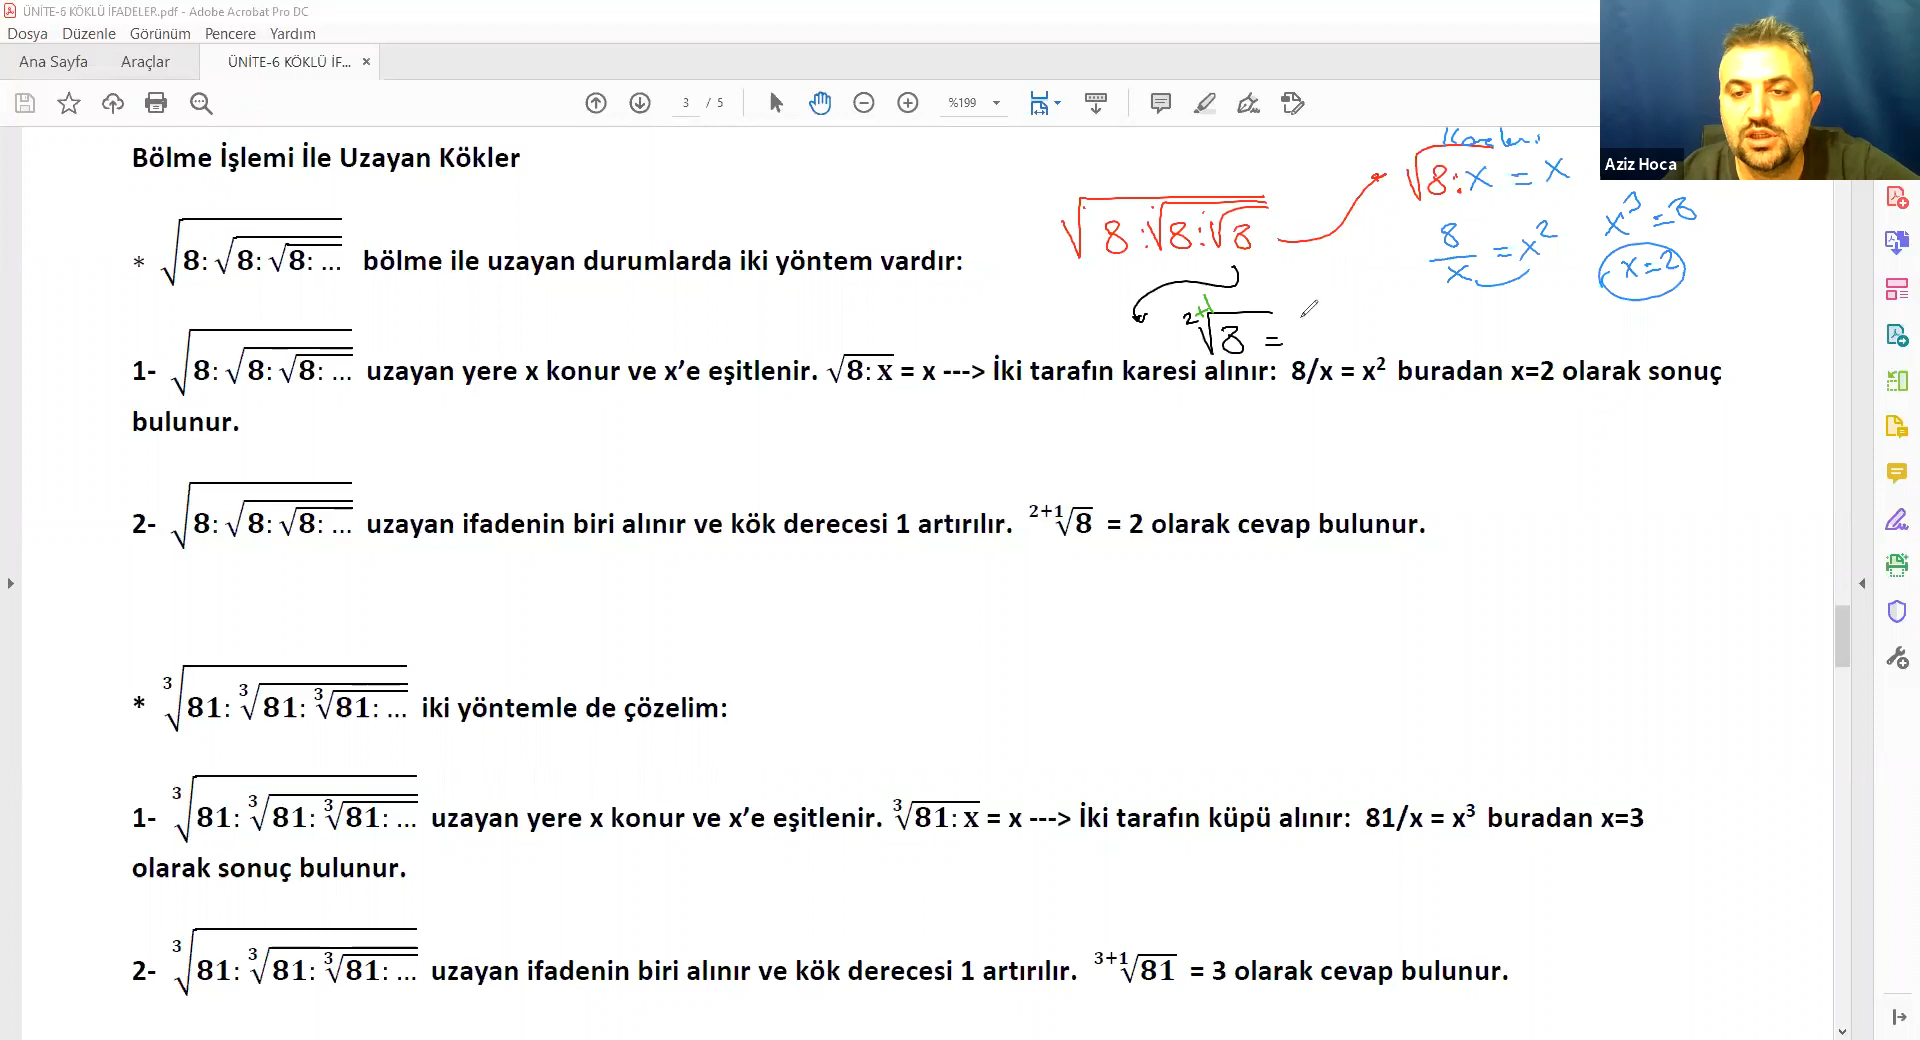 ÜNİTE-6 KÖKLÜ İFADELER.pdf - Adobe Acrobat Pro DC
Dosya Düzenle Görünüm Pencere Yardım
Ana Sayfa Araçlar ÜNİTE-6 KÖKLÜ İF... ×
3 / 5 %199
Aziz Hoca
Bölme İşlemi İle Uzayan Kökler
√8:x = x
x³=8
√8:√8:√8
8/x = x²
x=2
* √8:√8:√8: ... bölme ile uzayan durumlarda iki yöntem vardır:
²⁺¹√8 =
1- √8:√8:√8: ... uzayan yere x konur ve x’e eşitlenir. √8:x = x ---> İki tarafın karesi alınır: 8/x = x² buradan x=2 olarak sonuç
bulunur.
2- √8:√8:√8: ... uzayan ifadenin biri alınır ve kök derecesi 1 artırılır. ²⁺¹√8 = 2 olarak cevap bulunur.
* ³√81:³√81:³√81: ... iki yöntemle de çözelim:
1- ³√81:³√81:³√81: ... uzayan yere x konur ve x’e eşitlenir. ³√81:x = x ---> İki tarafın küpü alınır: 81/x = x³ buradan x=3
olarak sonuç bulunur.
2- ³√81:³√81:³√81: ... uzayan ifadenin biri alınır ve kök derecesi 1 artırılır. ³⁺¹√81 = 3 olarak cevap bulunur.